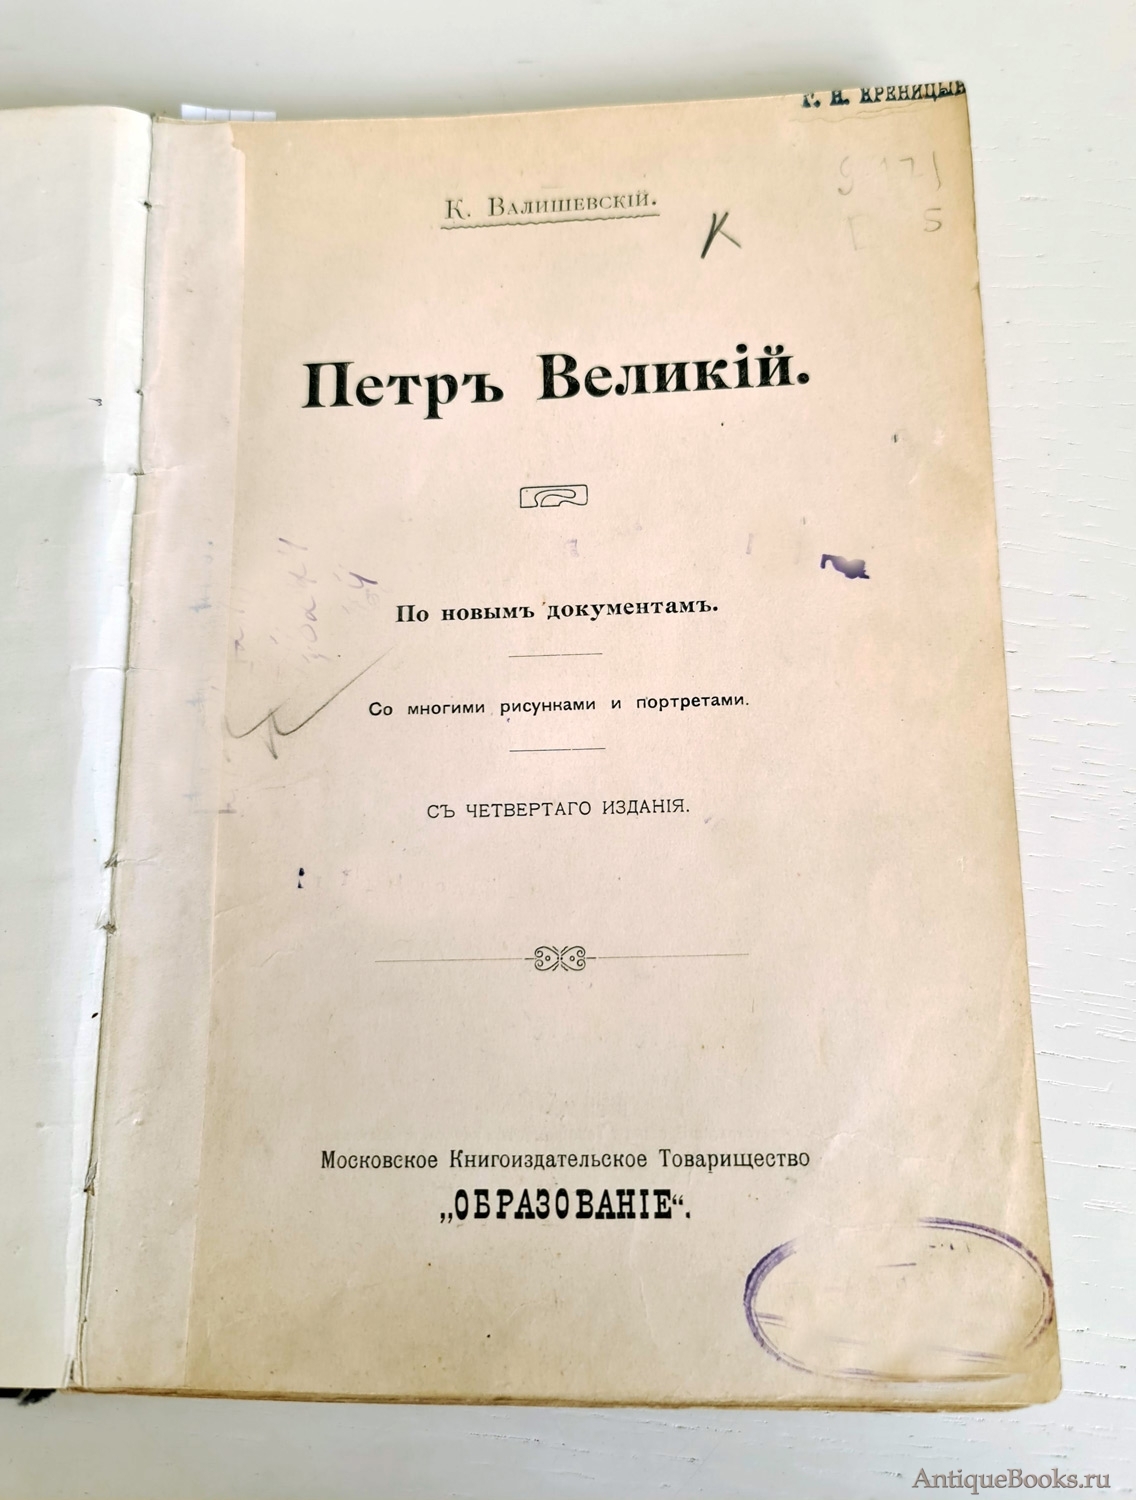 Г. Н. КРЕНИЦЫН
К. Валишевскій.
К
5
Петръ Великій.
По новымъ документамъ.
Со многими рисунками и портретами.
СЪ ЧЕТВЕРТАГО ИЗДАНІЯ.
Московское Книгоиздательское Товарищество
„ОБРАЗОВАНІЕ“.
AntiqueBooks.ru